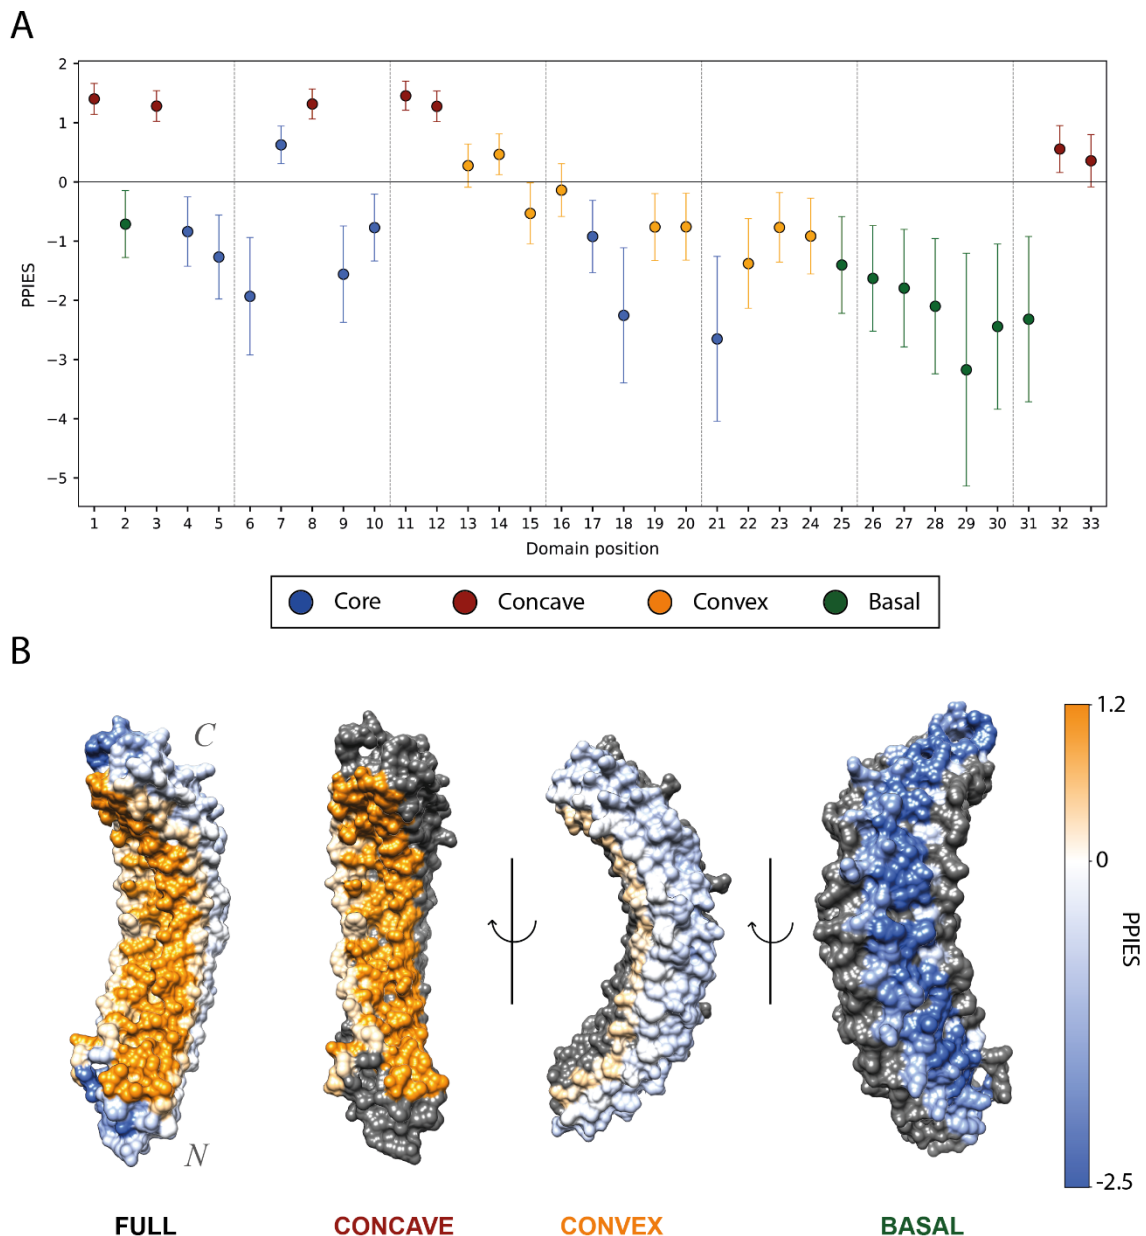 A
2
1
0
−1
−2
−3
−4
−5
PPIES
1 2 3 4 5 6 7 8 9 10 11 12 13 14 15 16 17 18 19 20 21 22 23 24 25 26 27 28 29 30 31 32 33
Domain position
Core Concave Convex Basal
B
C
N
1.2
0
-2.5
PPIES
FULL CONCAVE CONVEX BASAL